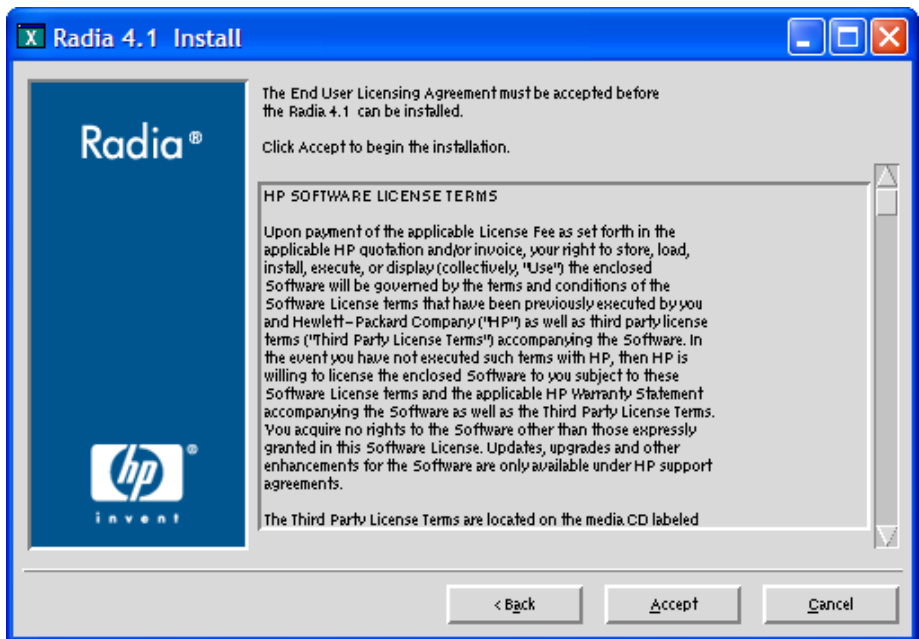 X Radia 4.1 Install
Radia®
The End User Licensing Agreement must be accepted before
the Radia 4.1 can be installed.
Click Accept to begin the installation.
HP SOFTWARE LICENSE TERMS
Upon payment of the applicable License Fee as set forth in the
applicable HP quotation and/or invoice, your right to store, load,
install, execute, or display (collectively, "Use") the enclosed
Software will be governed by the terms and conditions of the
Software License terms that have been previously executed by you
and Hewlett-Packard Company ("HP") as well as third party license
terms ("Third Party License Terms") accompanying the Software. In
the event you have not executed such terms with HP, then HP is
willing to license the enclosed Software to you subject to these
Software License terms and the applicable HP Warranty Statement
accompanying the Software as well as the Third Party License Terms.
You acquire no rights to the Software other than those expressly
granted in this Software License. Updates, upgrades and other
enhancements for the Software are only available under HP support
agreements.
The Third Party License Terms are located on the media CD labeled
hp®
invent
< Back
Accept
Cancel